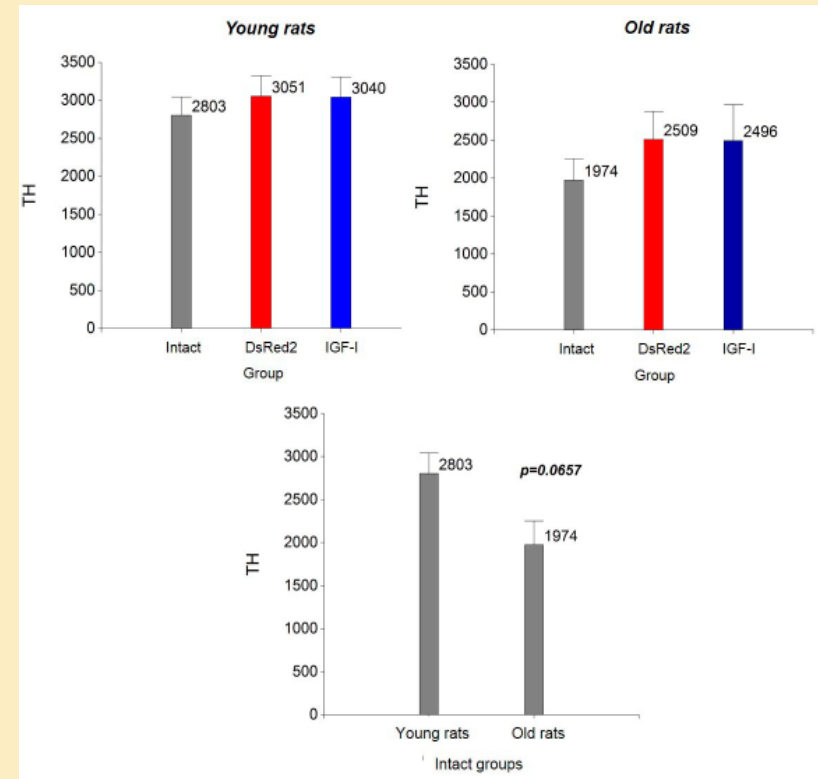 Young rats
3500
3000
2500
2000
1500
1000
500
0
TH
2803
3051
3040
Intact DsRed2 IGF-I
Group
Old rats
3500
3000
2500
2000
1500
1000
500
0
TH
1974
2509
2496
Intact DsRed2 IGF-I
Group
3500
3000
2500
2000
1500
1000
500
0
TH
2803
p=0.0657
1974
Young rats Old rats
Intact groups